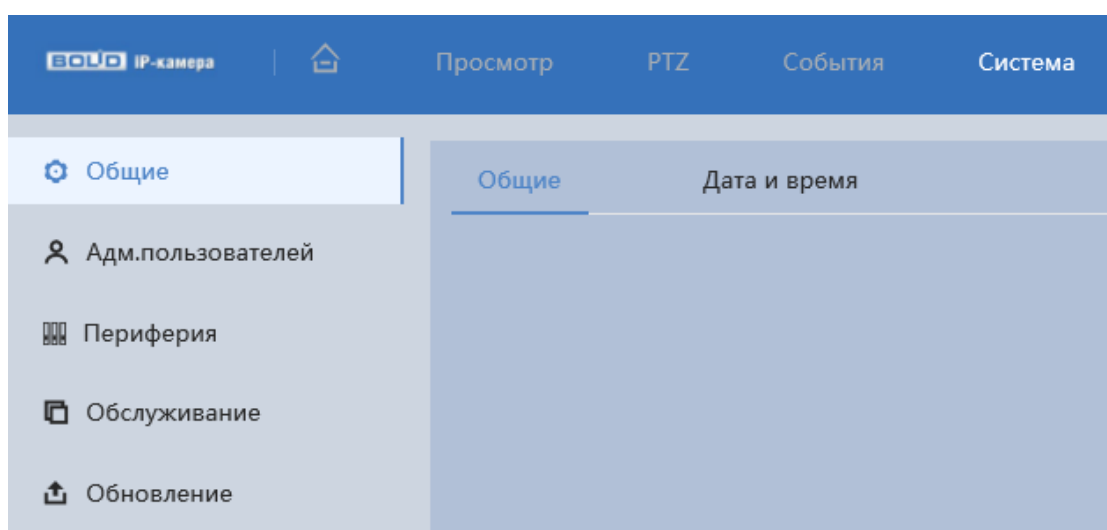 BOLID IP-камера
Просмотр PTZ События Система
Общие
Общие Дата и время
Адм.пользователей
Периферия
Обслуживание
Обновление